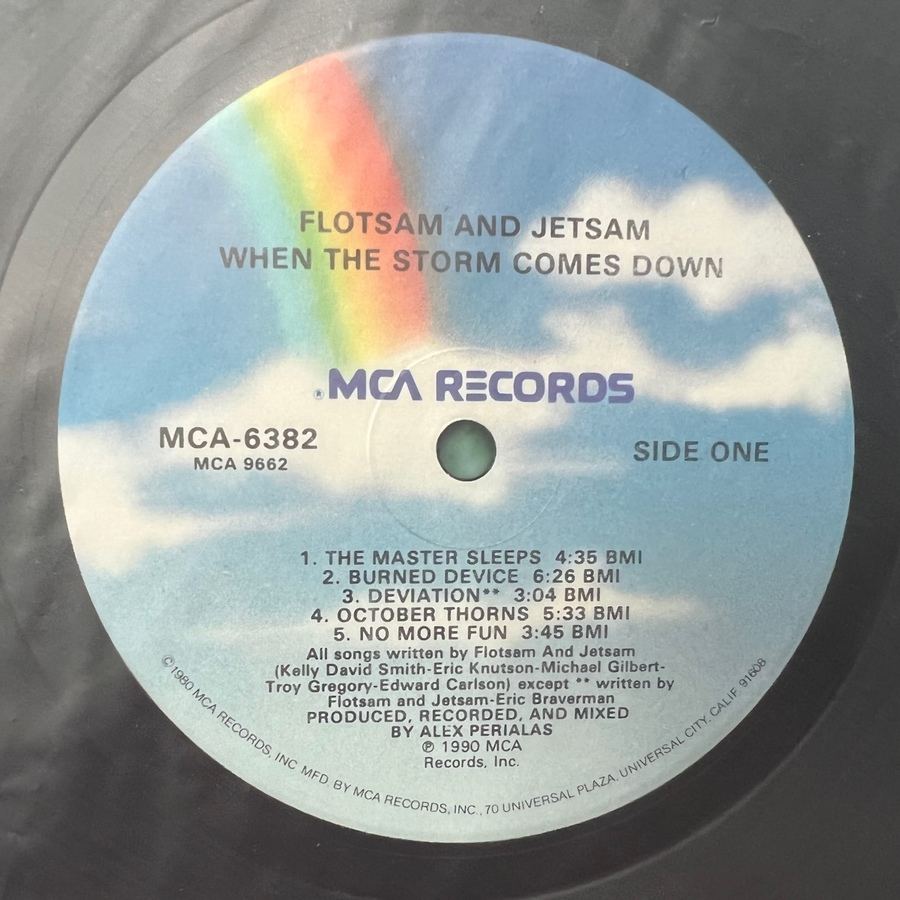 FLOTSAM AND JETSAM
WHEN THE STORM COMES DOWN
® MCA RECORDS
MCA-6382
MCA 9662
SIDE ONE
1. THE MASTER SLEEPS 4:35 BMI
2. BURNED DEVICE 6:26 BMI
3. DEVIATION** 3:04 BMI
4. OCTOBER THORNS 5:33 BMI
5. NO MORE FUN 3:45 BMI
All songs written by Flotsam And Jetsam
(Kelly David Smith-Eric Knutson-Michael Gilbert-
Troy Gregory-Edward Carlson) except ** written by
Flotsam and Jetsam-Eric Braverman
PRODUCED, RECORDED, AND MIXED
BY ALEX PERIALAS
℗ 1990 MCA
Records, Inc.
©1980 MCA RECORDS, INC MFD BY MCA RECORDS, INC., 70 UNIVERSAL PLAZA, UNIVERSAL CITY, CALIF. 91608